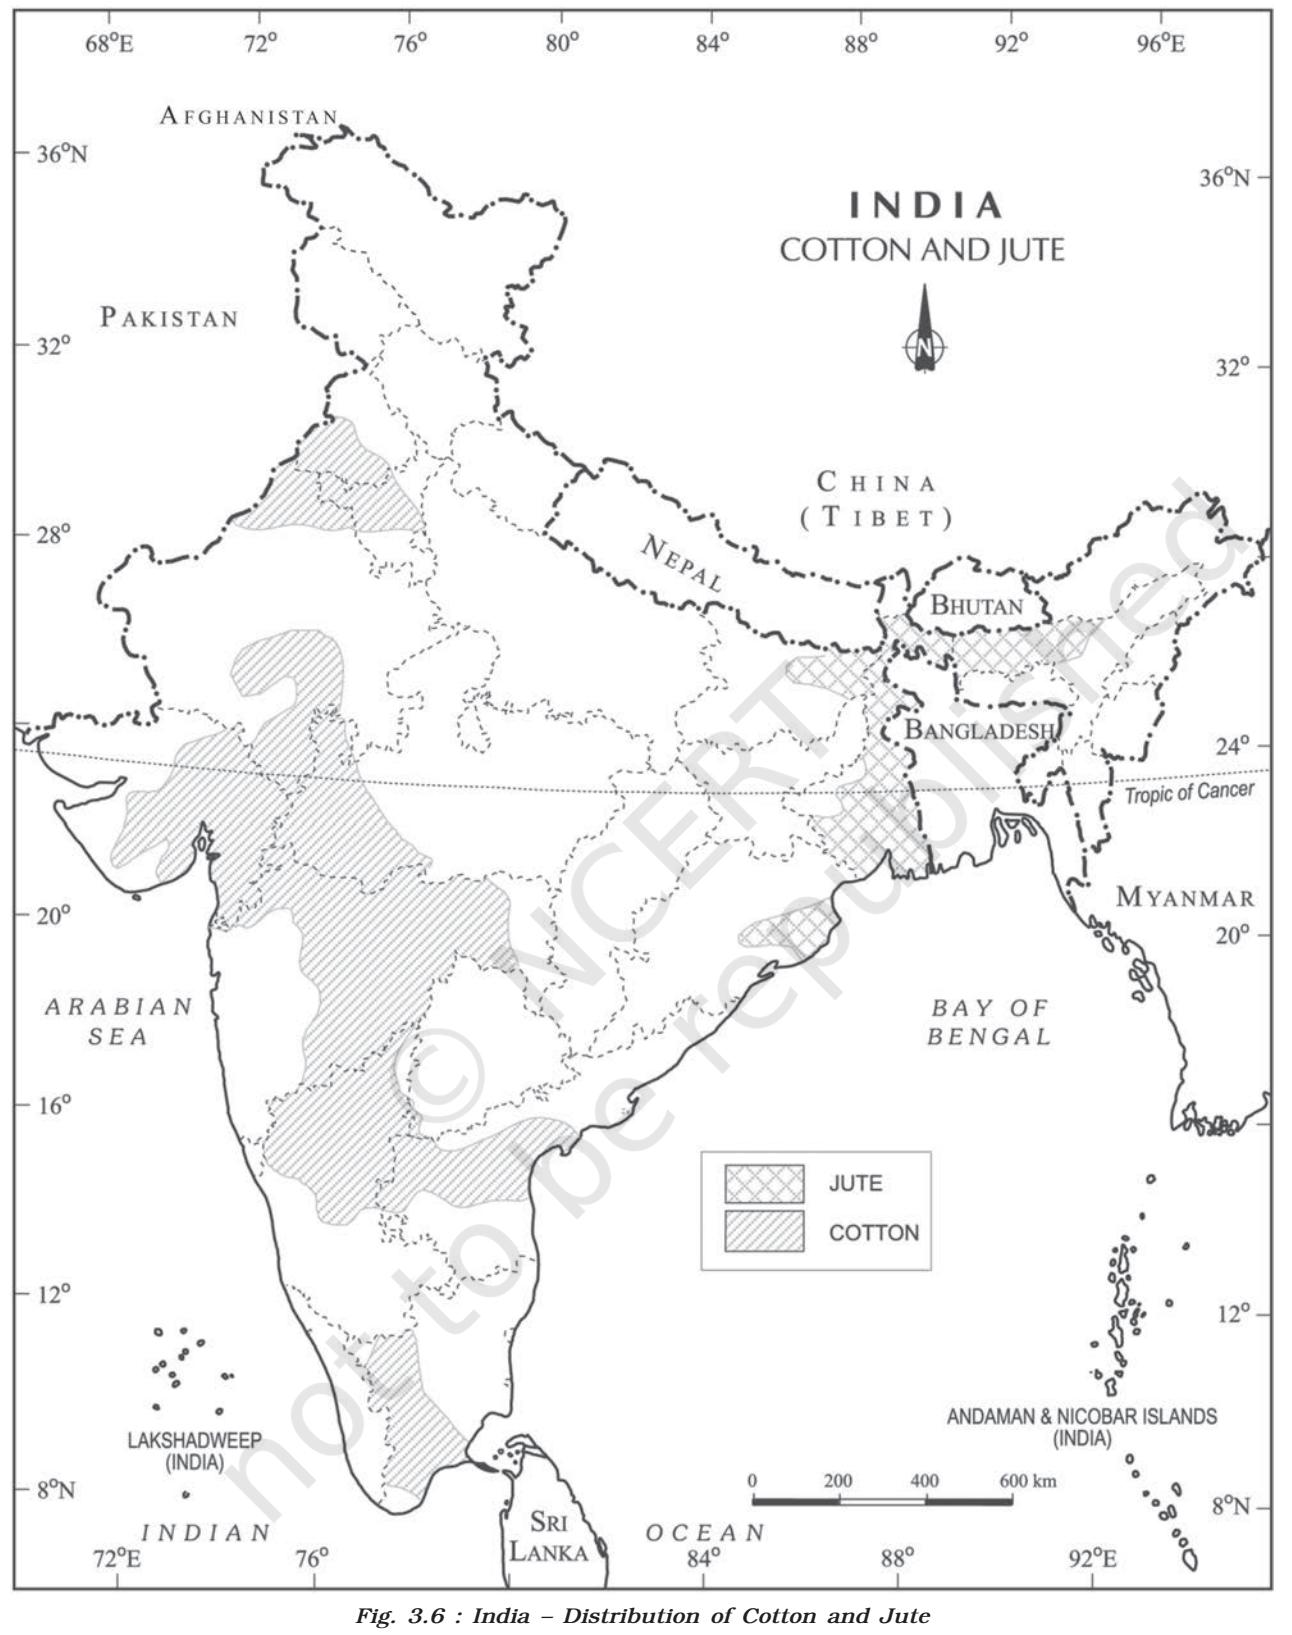 68°E 72° 76° 80° 84° 88° 92° 96°E
AFGHANISTAN
36°N
36°N
INDIA
COTTON AND JUTE
PAKISTAN
N
32°
32°
CHINA
(TIBET)
28°
NEPAL
BHUTAN
BANGLADESH
24°
Tropic of Cancer
MYANMAR
20°
20°
ARABIAN
SEA
BAY OF
BENGAL
16°
JUTE
COTTON
12°
12°
LAKSHADWEEP
(INDIA)
ANDAMAN & NICOBAR ISLANDS
(INDIA)
0 200 400 600 km
8°N
8°N
INDIAN
OCEAN
SRI
LANKA
72°E 76° 84° 88° 92°E
© NCERT
not to be republished
Fig. 3.6 : India – Distribution of Cotton and Jute